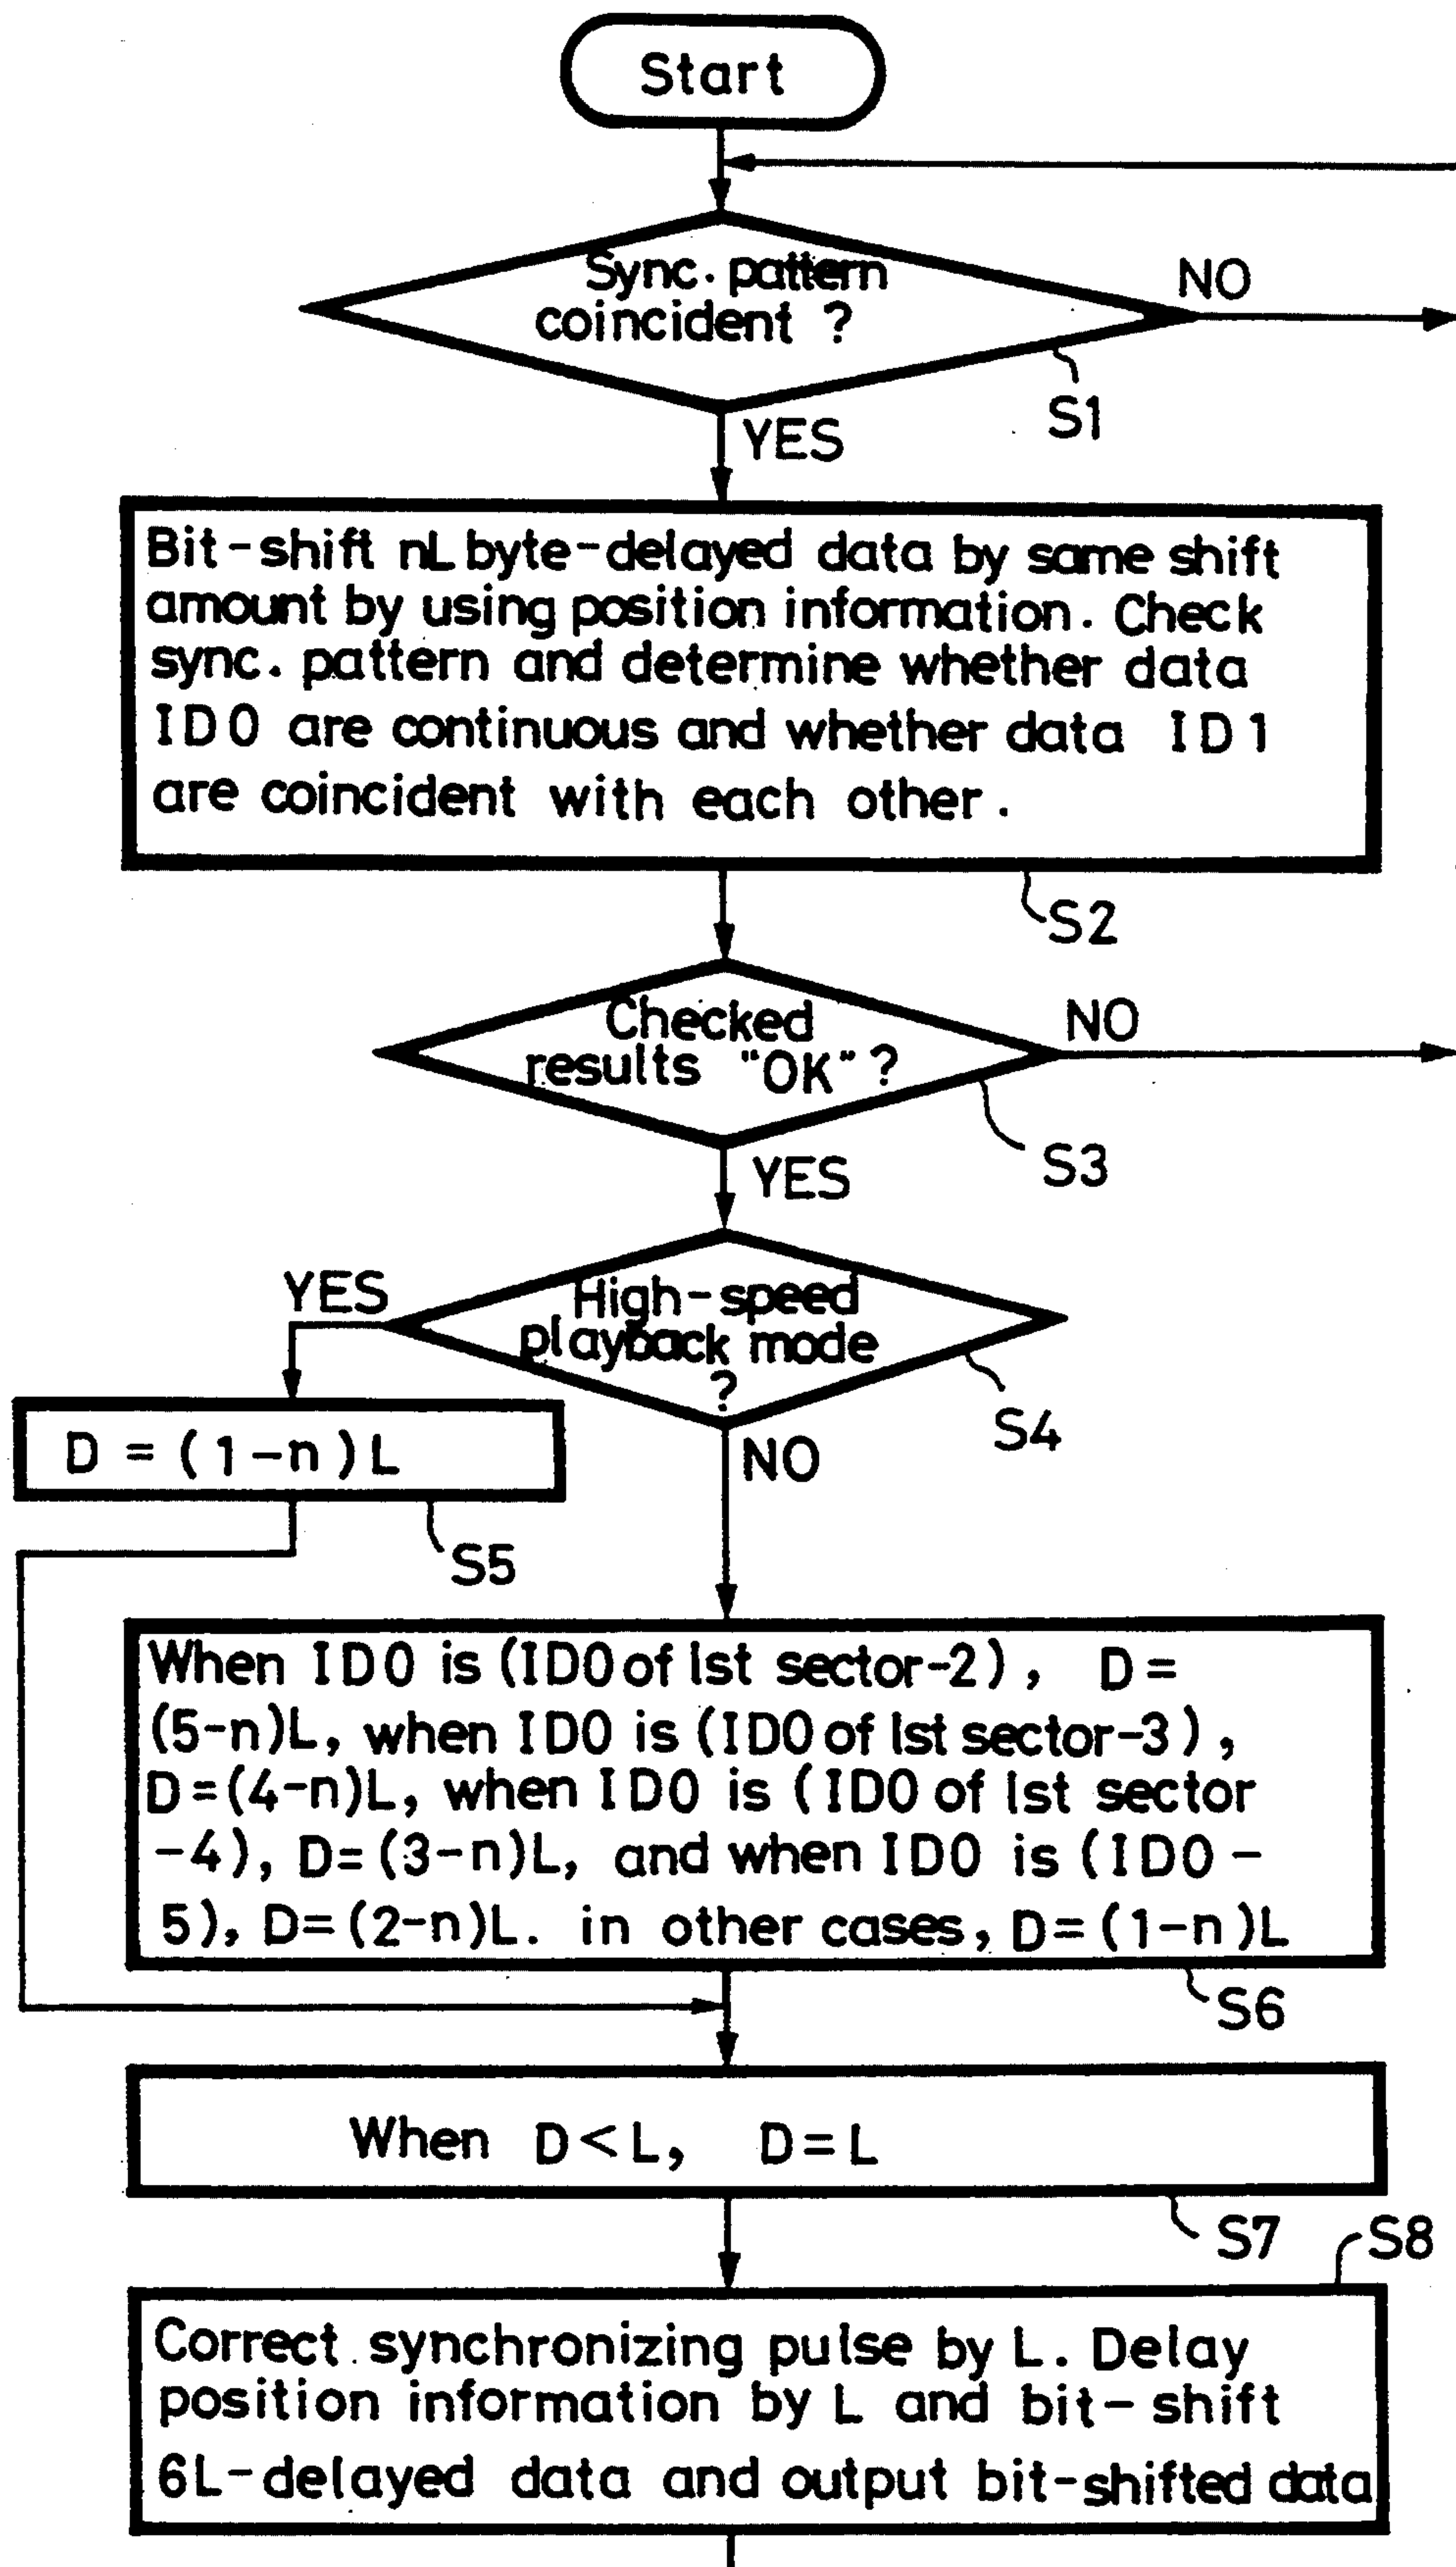 Start
Sync. pattern
coincident ?
NO
S1
YES
Bit-shift nL byte-delayed data by same shift
amount by using position information. Check
sync. pattern and determine whether data
ID0 are continuous and whether data ID1
are coincident with each other.
S2
Checked
results "OK" ?
NO
S3
YES
High-speed
playback mode
?
YES
S4
NO
D = (1-n)L
S5
When ID0 is (ID0 of 1st sector-2), D=
(5-n)L, when ID0 is (ID0 of 1st sector-3),
D=(4-n)L, when ID0 is (ID0 of 1st sector
-4), D=(3-n)L, and when ID0 is (ID0-
5), D=(2-n)L. in other cases, D=(1-n)L
S6
When D<L, D=L
S7
S8
Correct synchronizing pulse by L. Delay
position information by L and bit-shift
6L-delayed data and output bit-shifted data